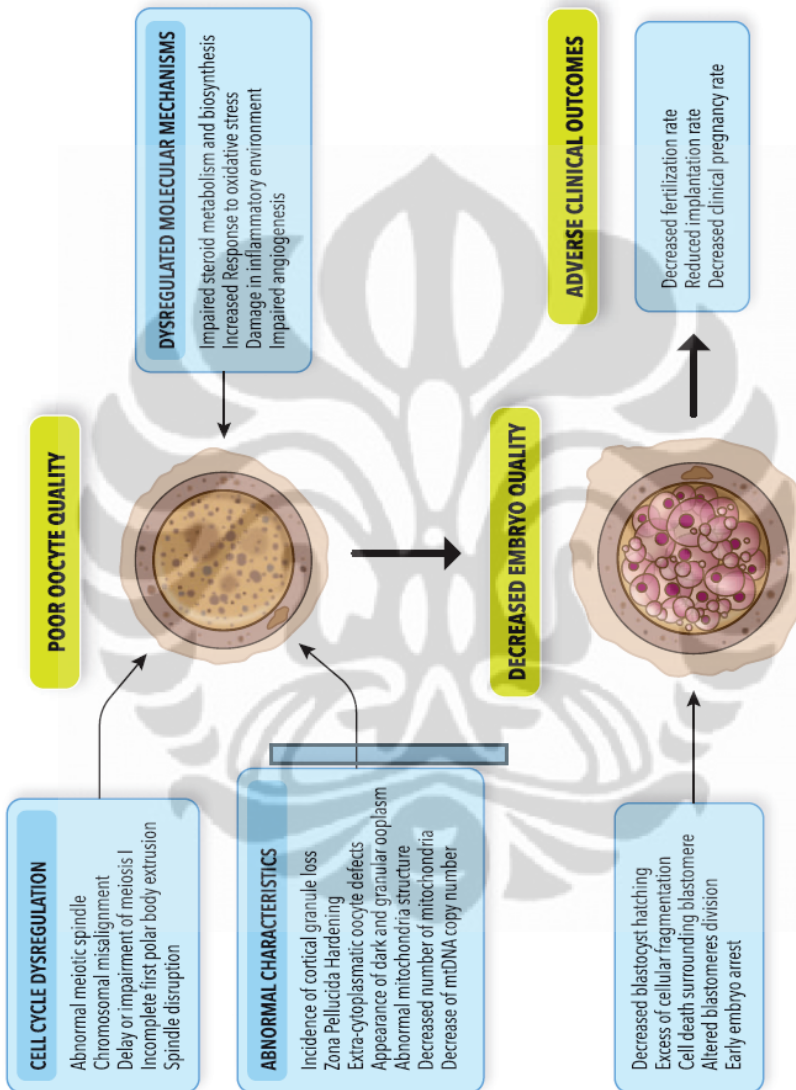 POOR OOCYTE QUALITY
CELL CYCLE DYSREGULATION
Abnormal meiotic spindle
Chromosomal misalignment
Delay or impairment of meiosis I
Incomplete first polar body extrusion
Spindle disruption
DYSREGULATED MOLECULAR MECHANISMS
Impaired steroid metabolism and biosynthesis
Increased Response to oxidative stress
Damage in inflammatory environment
Impaired angiogenesis
ABNORMAL CHARACTERISTICS
Incidence of cortical granule loss
Zona Pellucida Hardening
Extra-cytoplasmatic oocyte defects
Appearance of dark and granular ooplasm
Abnormal mitochondria structure
Decreased number of mitochondria
Decrease of mtDNA copy number
DECREASED EMBRYO QUALITY
Decreased blastocyst hatching
Excess of cellular fragmentation
Cell death surrounding blastomere
Altered blastomeres division
Early embryo arrest
ADVERSE CLINICAL OUTCOMES
Decreased fertilization rate
Reduced implantation rate
Decreased clinical pregnancy rate